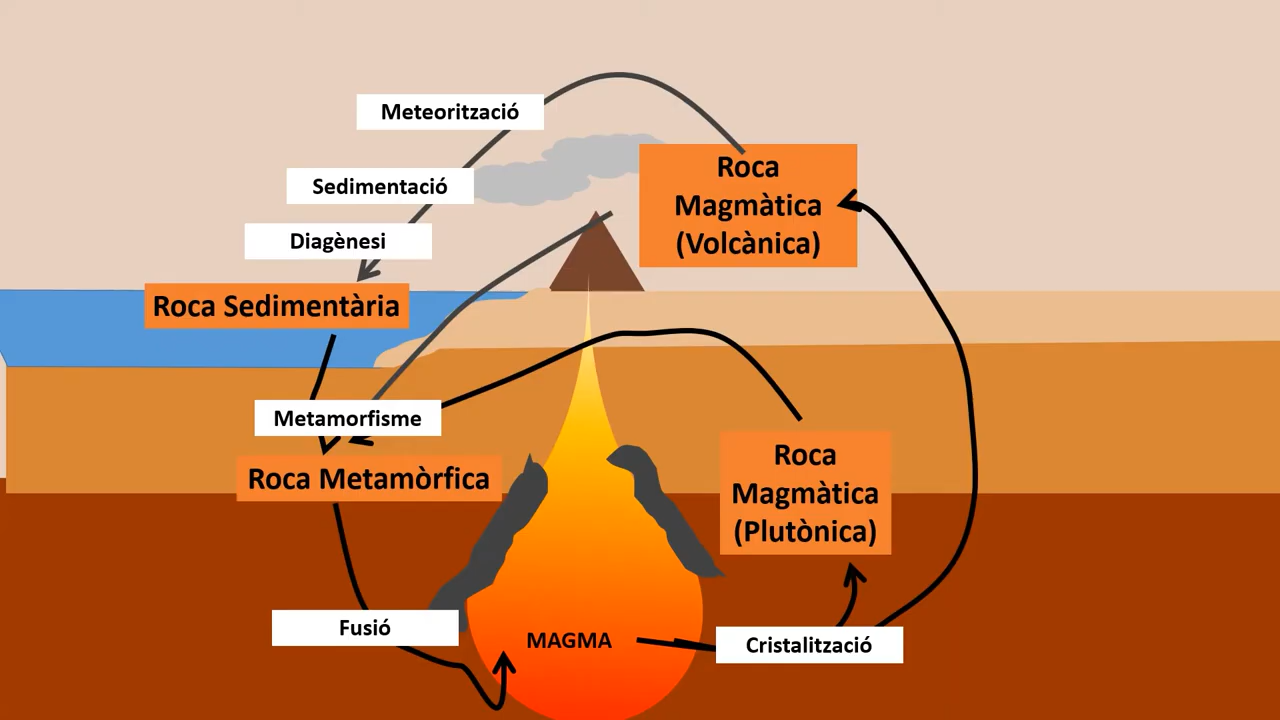 Meteorització
Roca
Magmàtica
(Volcànica)
Sedimentació
Diagènesi
Roca Sedimentària
Metamorfisme
Roca Metamòrfica
Roca
Magmàtica
(Plutònica)
Fusió
MAGMA
Cristalització